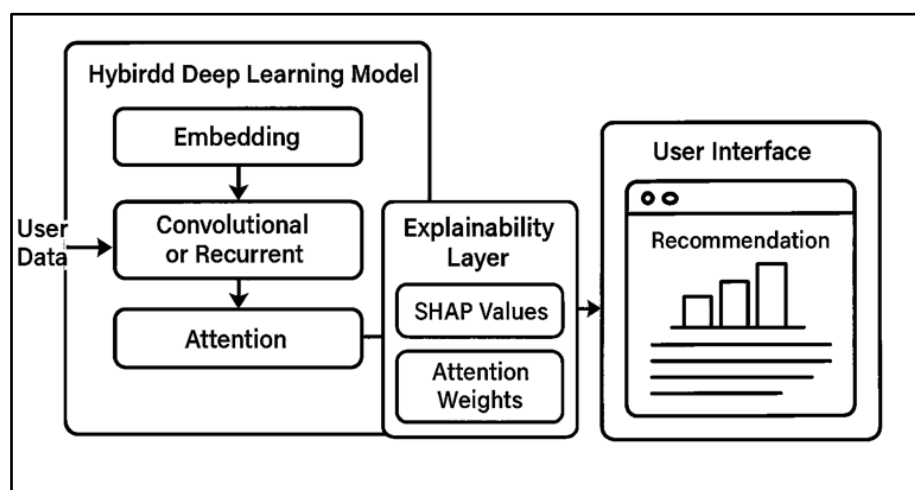 Hybirdd Deep Learning Model
Embedding
User
Data
Convolutional
or Recurrent
Attention
Explainability
Layer
SHAP Values
Attention
Weights
User Interface
Recommendation